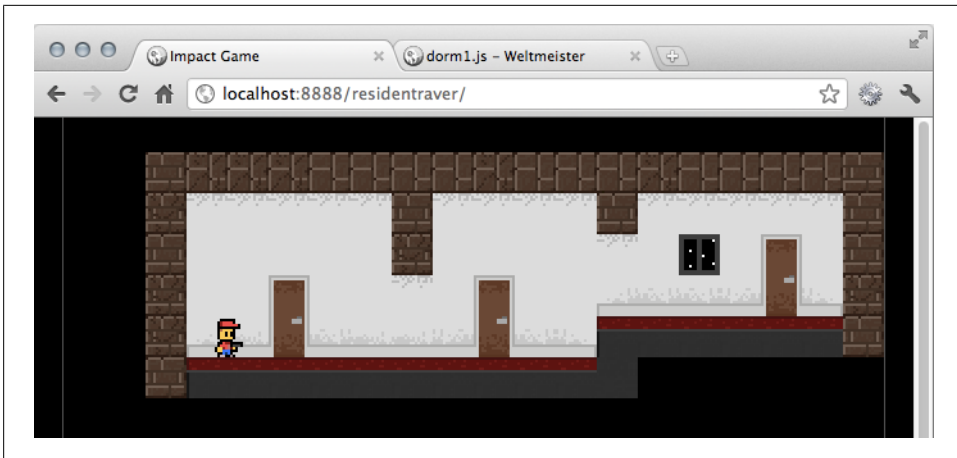 Impact Game
dorm1.js – Weltmeister
localhost:8888/residentraver/